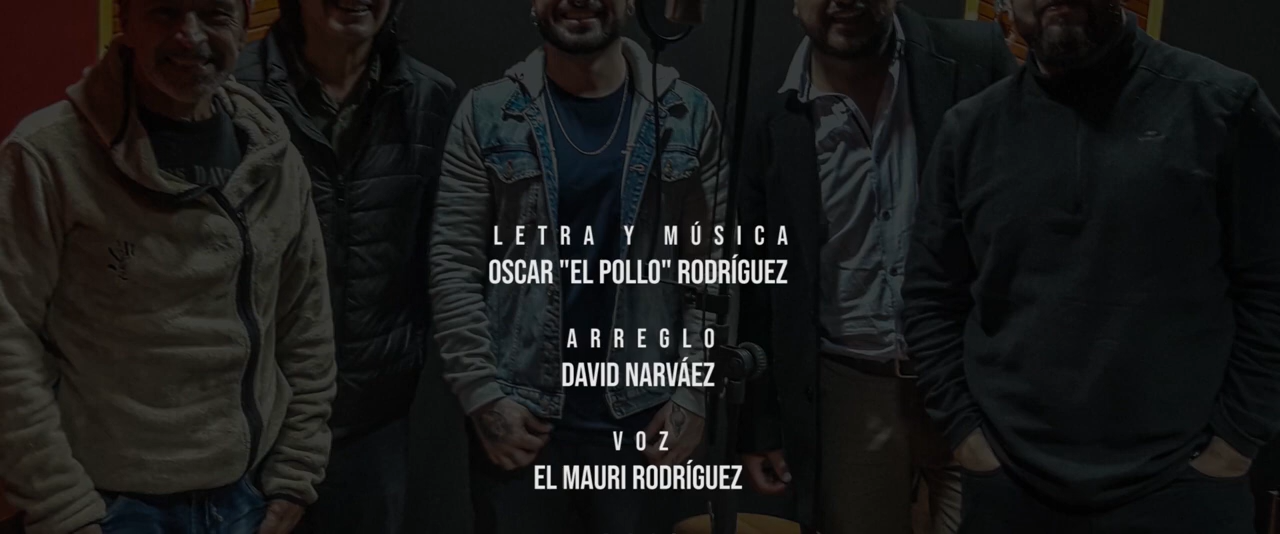 LETRA Y MÚSICA
OSCAR "EL POLLO" RODRÍGUEZ
ARREGLO
DAVID NARVÁEZ
VOZ
EL MAURI RODRÍGUEZ